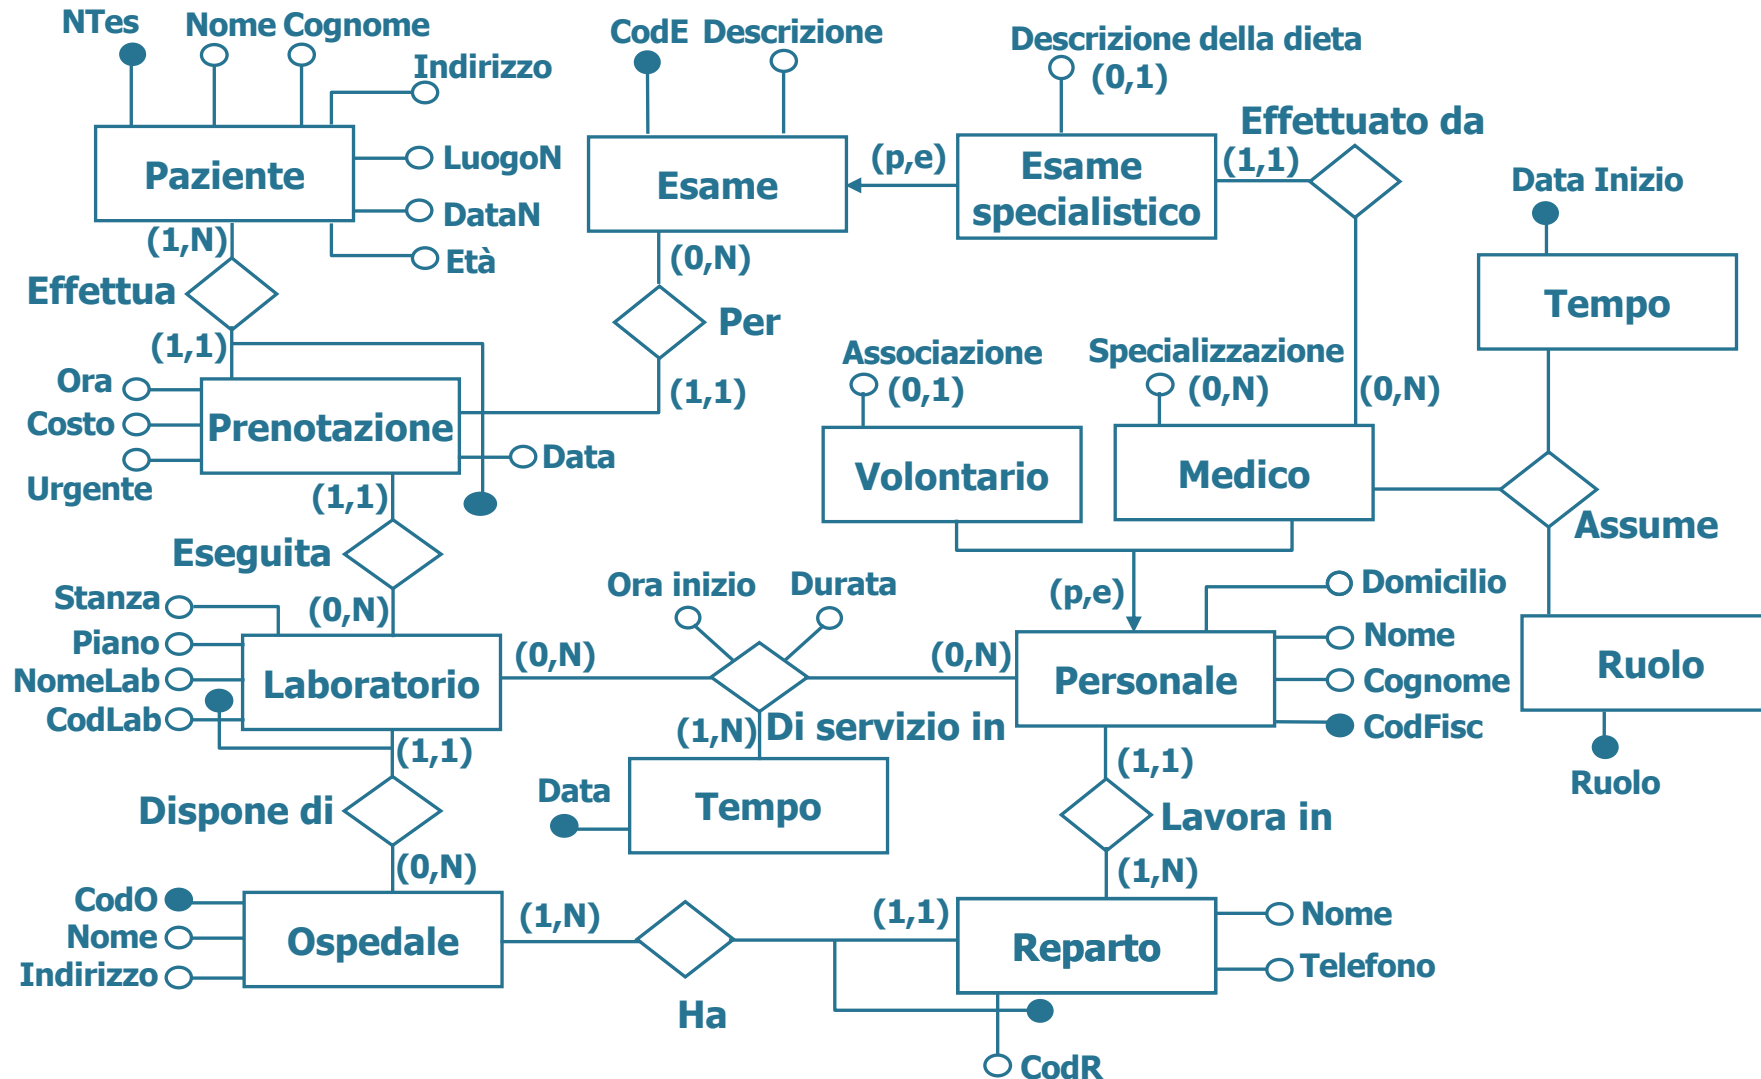 NTes
Nome Cognome
CodE Descrizione
Descrizione della dieta
(0,1)
Indirizzo
Effettuato da
Paziente
LuogoN
DataN
Età
Esame
(p,e)
Esame
specialistico
(1,1)
Data Inizio
Tempo
(1,N)
Effettua
(1,1)
(0,N)
Per
(1,1)
Associazione
(0,1)
Specializzazione
(0,N)
(0,N)
Ora
Costo
Urgente
Prenotazione
Data
Volontario
Medico
Assume
(1,1)
Eseguita
(0,N)
Stanza
Piano
NomeLab
CodLab
Laboratorio
(0,N)
Ora inizio
Durata
(0,N)
Di servizio in
(1,N)
(p,e)
Personale
Domicilio
Nome
Cognome
CodFisc
Ruolo
Ruolo
(1,1)
Dispone di
(0,N)
Data
Tempo
(1,1)
Lavora in
(1,N)
CodO
Nome
Indirizzo
Ospedale
(1,N)
Ha
(1,1)
Reparto
Nome
Telefono
CodR